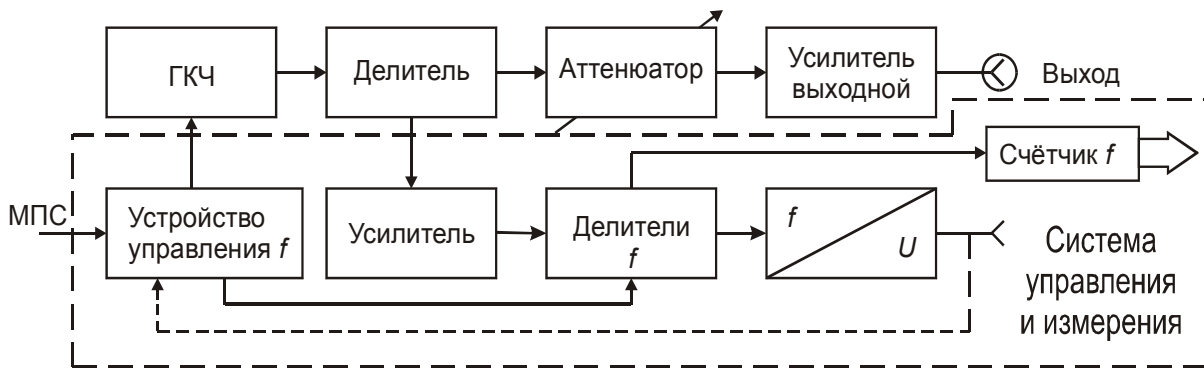 ГКЧ
Делитель
Аттенюатор
Усилитель
выходной
Выход
Счётчик f
МПС
Устройство
управления f
Усилитель
Делители
f
f
U
Система
управления
и измерения